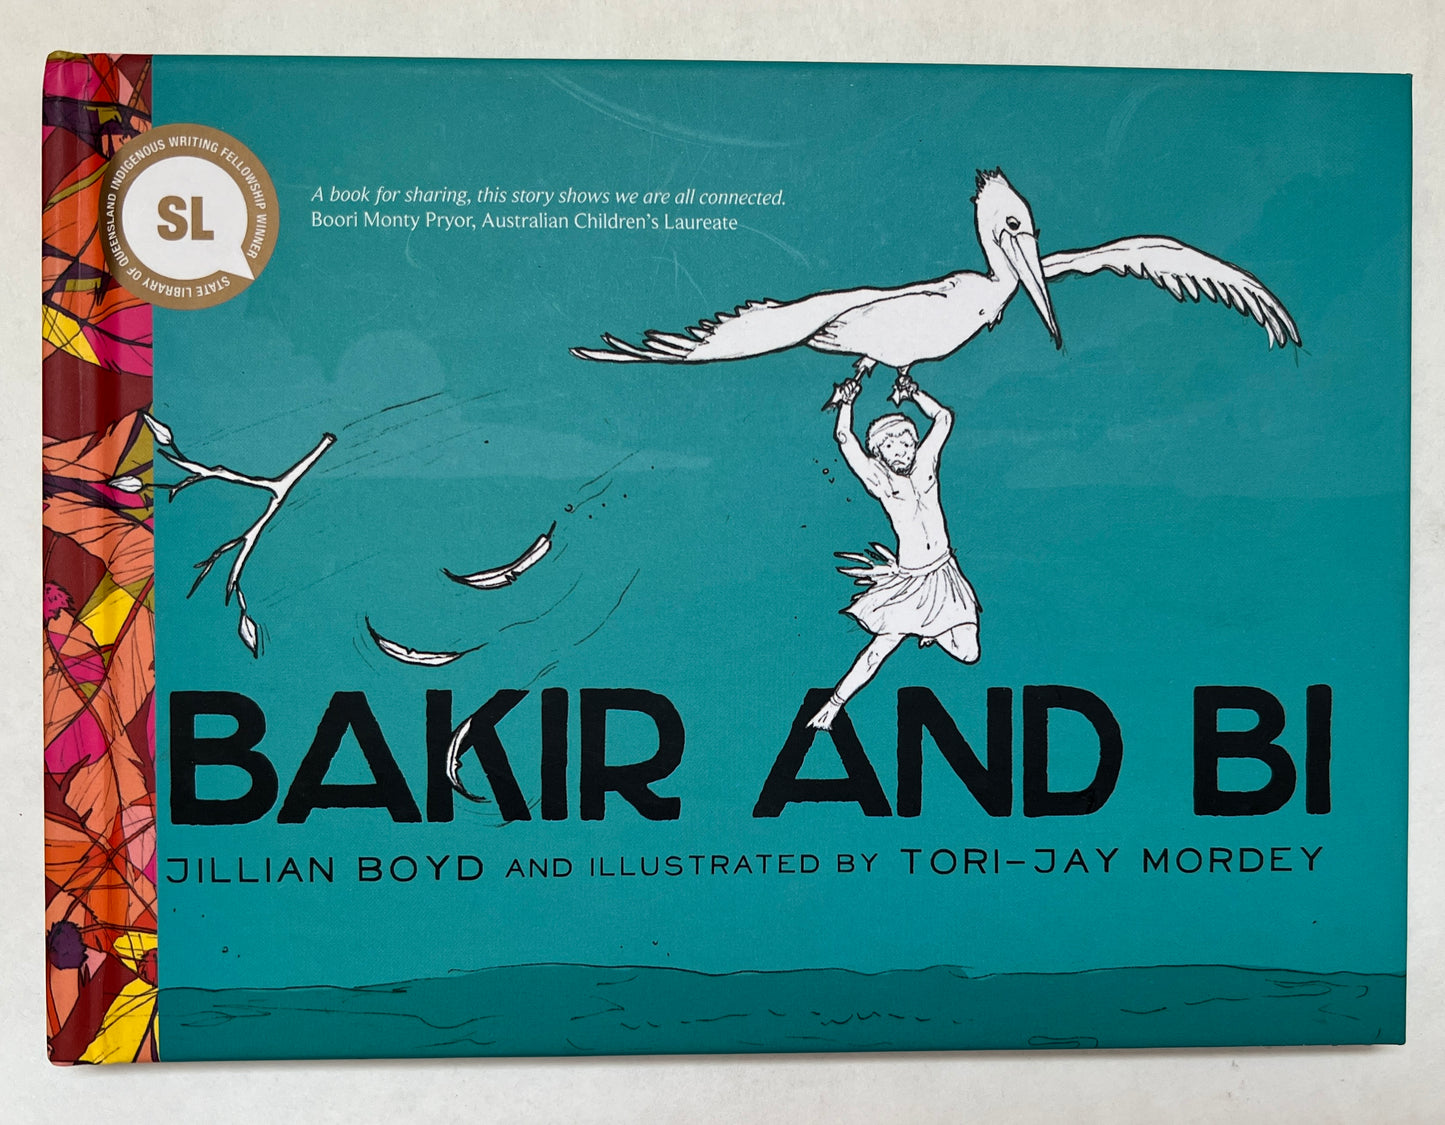 STATE LIBRARY OF QUEENSLAND INDIGENOUS WRITING FELLOWSHIP WINNER
SL
A book for sharing, this story shows we are all connected.
Boori Monty Pryor, Australian Children's Laureate
BAKIR AND BI
JILLIAN BOYD AND ILLUSTRATED BY TORI-JAY MORDEY